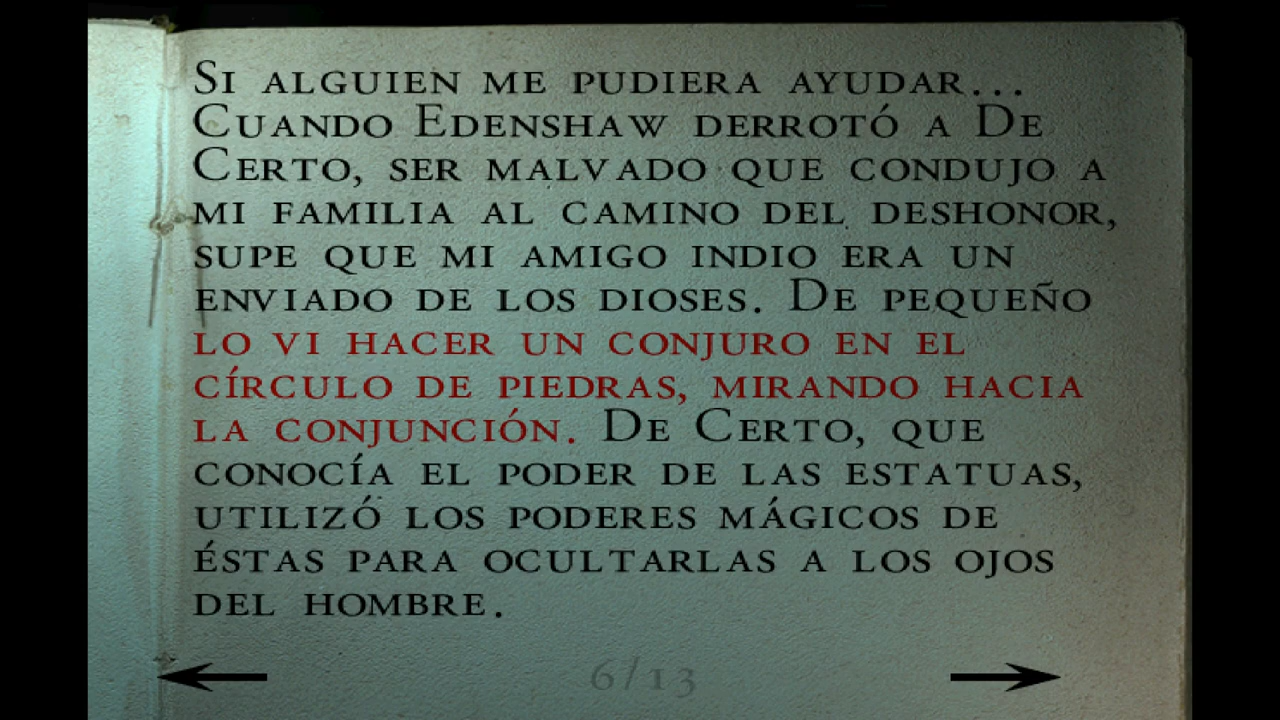 Si alguien me pudiera ayudar...
Cuando Edenshaw derrotó a De
Certo, ser malvado que condujo a
mi familia al camino del deshonor,
supe que mi amigo indio era un
enviado de los dioses. De pequeño
lo vi hacer un conjuro en el
círculo de piedras, mirando hacia
la conjunción. De Certo, que
conocía el poder de las estatuas,
utilizó los poderes mágicos de
éstas para ocultarlas a los ojos
del hombre.
6/13